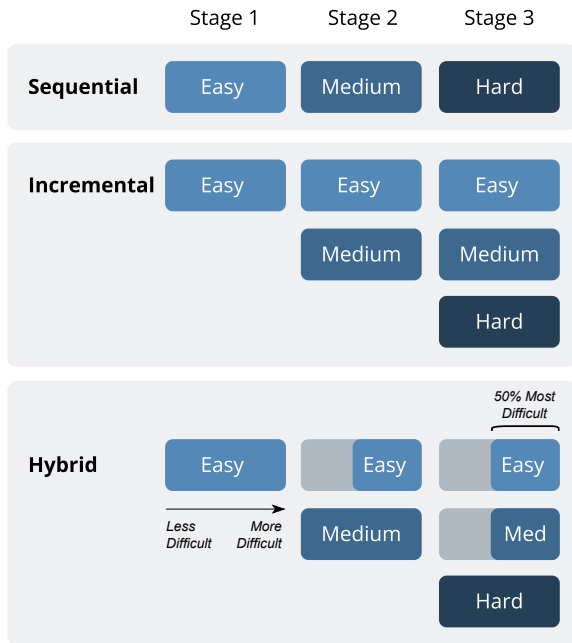 Stage 1 Stage 2 Stage 3
Sequential Easy Medium Hard
Incremental Easy Easy Easy
Medium Medium
Hard
50% Most
Difficult
Hybrid Easy Easy Easy
Less More
Difficult Difficult
Medium Med
Hard